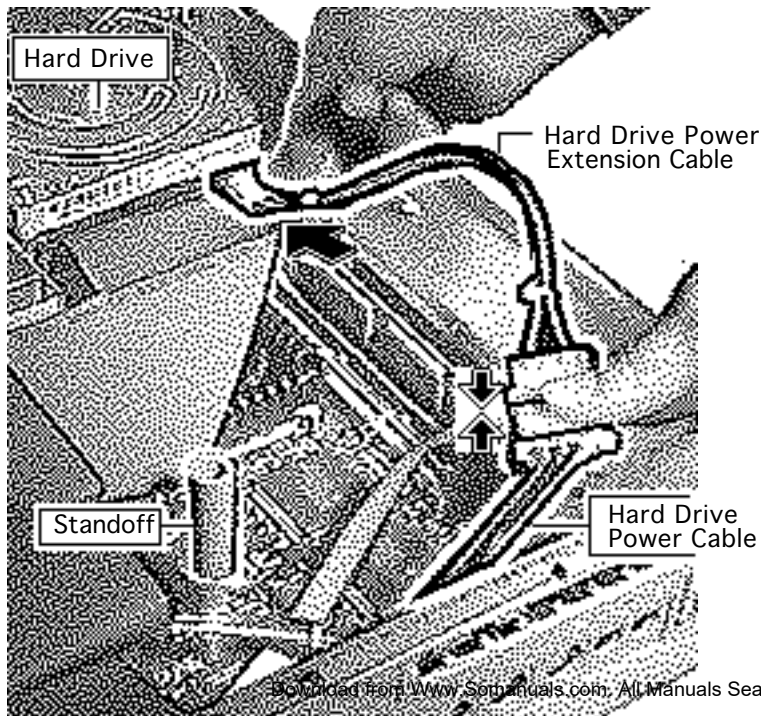 Hard Drive
Hard Drive Power
Extension Cable
Standoff
Hard Drive
Power Cable
Download from Www.Somanuals.com. All Manuals Sea